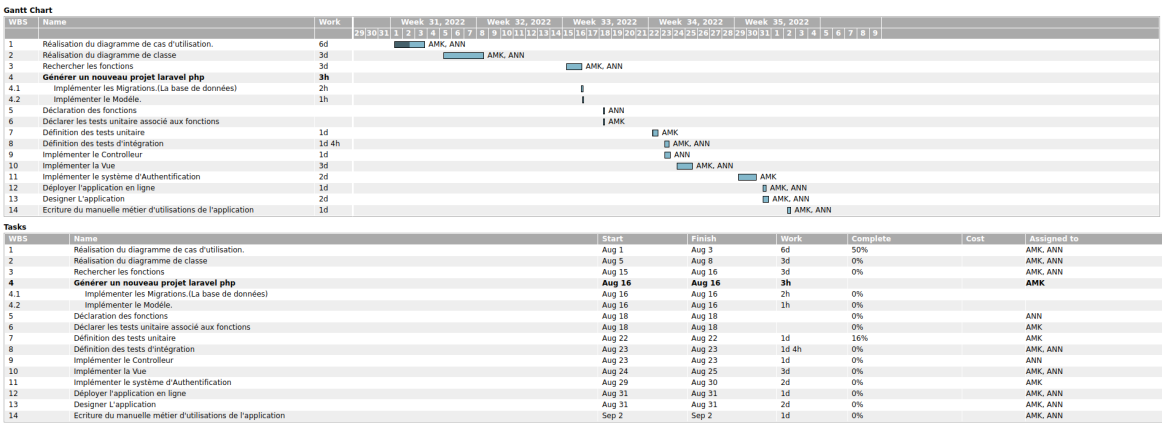 Gantt Chart
WBS Name Work Week 31, 2022 Week 32, 2022 Week 33, 2022 Week 34, 2022 Week 35, 2022
29 30 31 1 2 3 4 5 6 7 8 9 10 11 12 13 14 15 16 17 18 19 20 21 22 23 24 25 26 27 28 29 30 31 1 2 3 4 5 6 7 8 9
1 Réalisation du diagramme de cas d'utilisation. 6d AMK, ANN
2 Réalisation du diagramme de classe 3d AMK, ANN
3 Rechercher les fonctions 3d AMK, ANN
4 Générer un nouveau projet laravel php 3h
4.1 Implémenter les Migrations.(La base de données) 2h
4.2 Implémenter le Modéle. 1h
5 Déclaration des fonctions ANN
6 Déclarer les tests unitaire associé aux fonctions AMK
7 Définition des tests unitaire 1d AMK
8 Définition des tests d'intégration 1d 4h AMK, ANN
9 Implémenter le Controlleur 1d ANN
10 Implémenter la Vue 3d AMK, ANN
11 Implémenter le système d'Authentification 2d AMK
12 Déployer l'application en ligne 1d AMK, ANN
13 Designer L'application 2d AMK, ANN
14 Ecriture du manuelle métier d'utilisations de l'application 1d AMK, ANN
Tasks
WBS Name Start Finish Work Complete Cost Assigned to
1 Réalisation du diagramme de cas d'utilisation. Aug 1 Aug 3 6d 50% AMK, ANN
2 Réalisation du diagramme de classe Aug 5 Aug 8 3d 0% AMK, ANN
3 Rechercher les fonctions Aug 15 Aug 16 3d 0% AMK, ANN
4 Générer un nouveau projet laravel php Aug 16 Aug 16 3h AMK
4.1 Implémenter les Migrations.(La base de données) Aug 16 Aug 16 2h 0%
4.2 Implémenter le Modéle. Aug 16 Aug 16 1h 0%
5 Déclaration des fonctions Aug 18 Aug 18 0% ANN
6 Déclarer les tests unitaire associé aux fonctions Aug 18 Aug 18 0% AMK
7 Définition des tests unitaire Aug 22 Aug 22 1d 16% AMK
8 Définition des tests d'intégration Aug 23 Aug 23 1d 4h 0% AMK, ANN
9 Implémenter le Controlleur Aug 23 Aug 23 1d 0% ANN
10 Implémenter la Vue Aug 24 Aug 25 3d 0% AMK, ANN
11 Implémenter le système d'Authentification Aug 29 Aug 30 2d 0% AMK
12 Déployer l'application en ligne Aug 31 Aug 31 1d 0% AMK, ANN
13 Designer L'application Aug 31 Aug 31 2d 0% AMK, ANN
14 Ecriture du manuelle métier d'utilisations de l'application Sep 2 Sep 2 1d 0% AMK, ANN